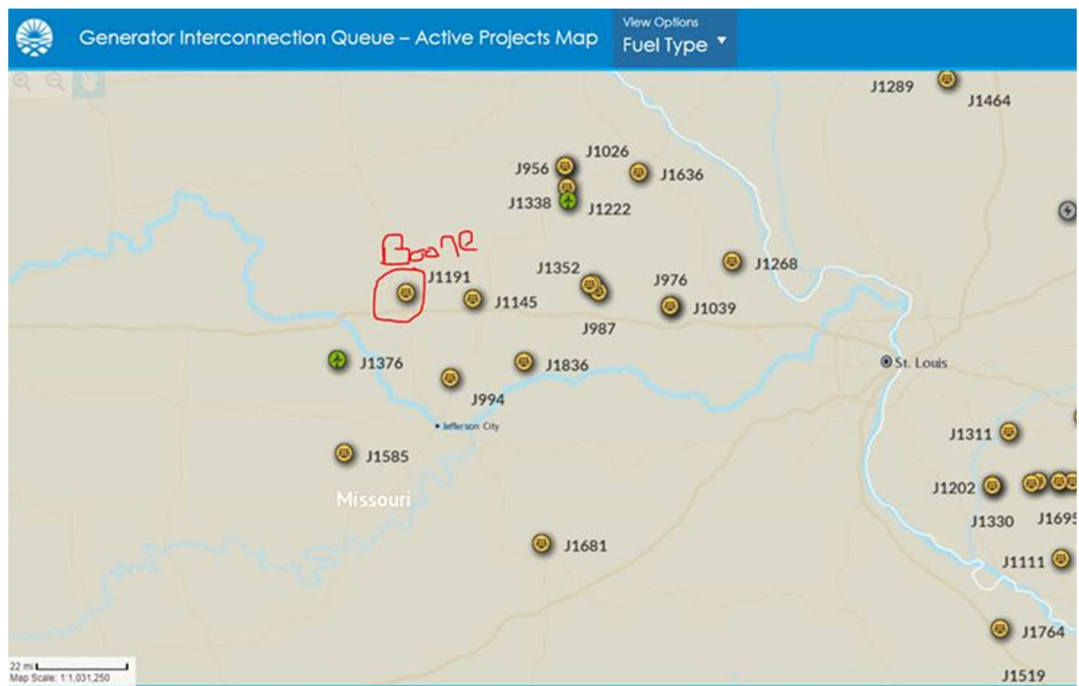 View Options
Generator Interconnection Queue – Active Projects Map
Fuel Type
J1289
J1464
J1026
J956
J1636
J1338
J1222
Boone
J1191
J1352
J1268
J976
J1145
J1039
J987
J1376
J1836
St. Louis
J994
Jefferson City
J1311
J1585
J1202
Missouri
J1330
J1695
J1681
J1111
J1764
22 mi
Map Scale: 1:1,031,250
J1519